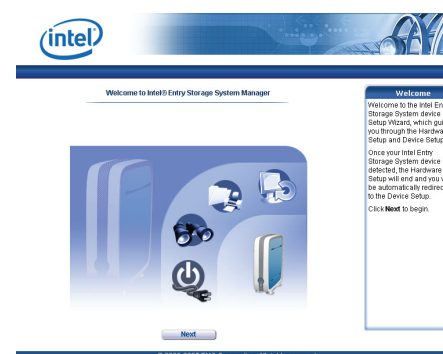 intel
Welcome to Intel® Entry Storage System Manager
Welcome
Welcome to the Intel En
Storage System device
Setup Wizard, which gui
you through the Hardwa
Setup and Device Setup
Once your Intel Entry
Storage System device
detected, the Hardware
Setup will end and you w
be automatically redirec
to the Device Setup.
Click Next to begin.
Next